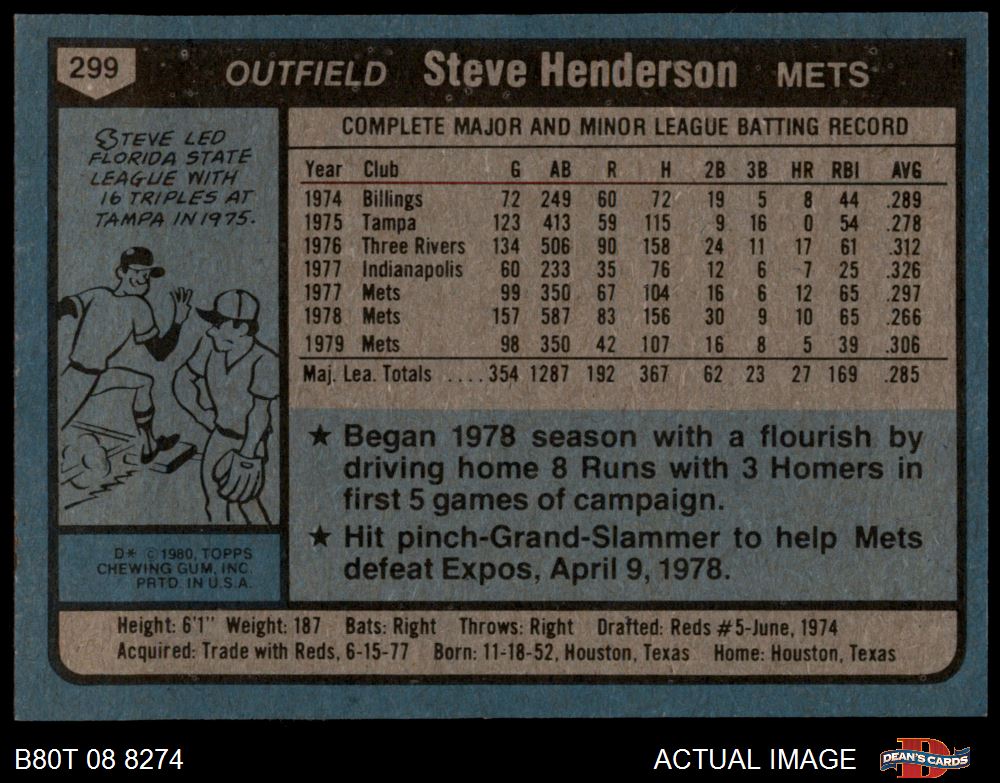 299
OUTFIELD Steve Henderson METS
STEVE LED
FLORIDA STATE
LEAGUE WITH
16 TRIPLES AT
TAMPA IN 1975.
COMPLETE MAJOR AND MINOR LEAGUE BATTING RECORD
Year Club G AB R H 2B 3B HR RBI AVG
1974 Billings 72 249 60 72 19 5 8 44 .289
1975 Tampa 123 413 59 115 9 16 0 54 .278
1976 Three Rivers 134 506 90 158 24 11 17 61 .312
1977 Indianapolis 60 233 35 76 12 6 7 25 .326
1977 Mets 99 350 67 104 16 6 12 65 .297
1978 Mets 157 587 83 156 30 9 10 65 .266
1979 Mets 98 350 42 107 16 8 5 39 .306
Maj. Lea. Totals ....354 1287 192 367 62 23 27 169 .285
★ Began 1978 season with a flourish by
driving home 8 Runs with 3 Homers in
first 5 games of campaign.
★ Hit pinch-Grand-Slammer to help Mets
defeat Expos, April 9, 1978.
D* © 1980, TOPPS
CHEWING GUM, INC.
PRTD. IN U.S.A.
Height: 6'1" Weight: 187 Bats: Right Throws: Right Drafted: Reds #5-June, 1974
Acquired: Trade with Reds, 6-15-77 Born: 11-18-52, Houston, Texas Home: Houston, Texas
B80T 08 8274
ACTUAL IMAGE
DEAN'S CARDS